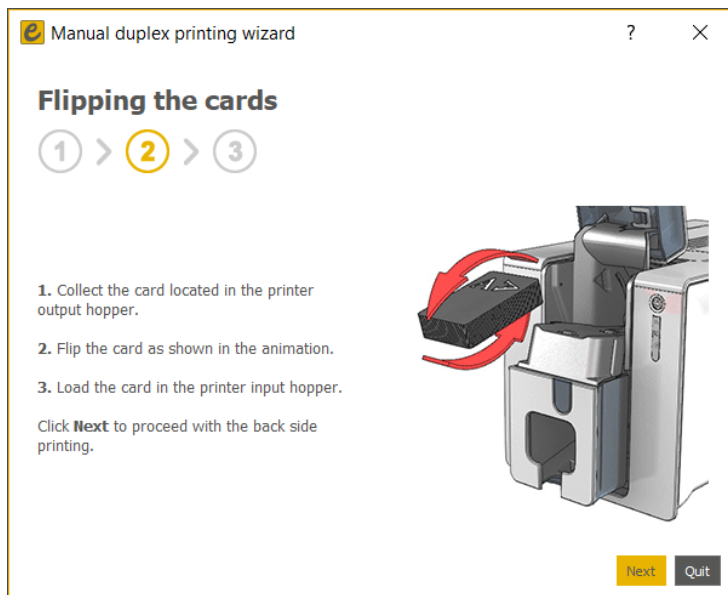 Manual duplex printing wizard ?
Flipping the cards
1 > 2 > 3
1. Collect the card located in the printer
output hopper.
2. Flip the card as shown in the animation.
3. Load the card in the printer input hopper.
Click Next to proceed with the back side
printing.
Next Quit